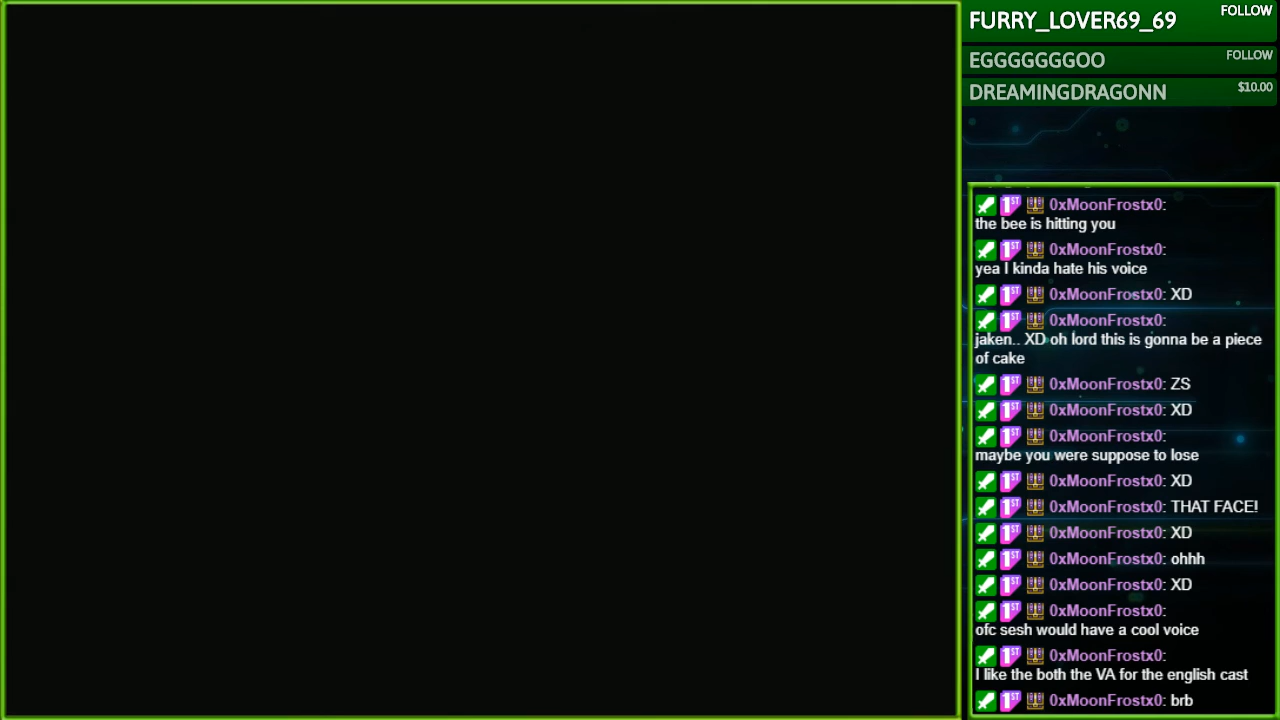 FURRY_LOVER69_69 FOLLOW
EGGGGGGGOO FOLLOW
DREAMINGDRAGONN $10.00
0xMoonFrostx0:
the bee is hitting you
0xMoonFrostx0:
yea I kinda hate his voice
0xMoonFrostx0: XD
0xMoonFrostx0:
jaken.. XD oh lord this is gonna be a piece
of cake
0xMoonFrostx0: ZS
0xMoonFrostx0: XD
0xMoonFrostx0:
maybe you were suppose to lose
0xMoonFrostx0: XD
0xMoonFrostx0: THAT FACE!
0xMoonFrostx0: XD
0xMoonFrostx0: ohhh
0xMoonFrostx0: XD
0xMoonFrostx0:
ofc sesh would have a cool voice
0xMoonFrostx0:
I like the both the VA for the english cast
0xMoonFrostx0: brb